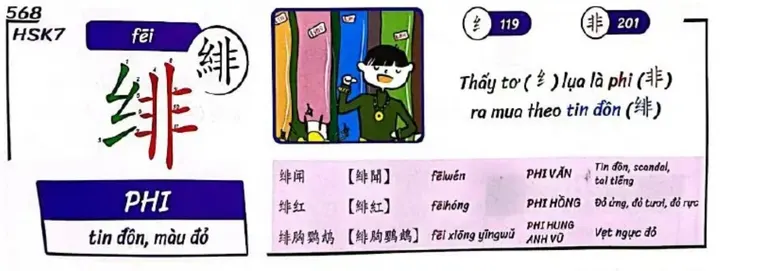 568
HSK7
fēi
緋
绯
PHI
tin đồn, màu đỏ
纟 119
非 201
Thấy tơ (纟) lụa là phi (非)
ra mua theo tin đồn (绯)
绯闻 【緋聞】 fēiwén PHI VĂN Tin đồn, scandal, tai tiếng
绯红 【緋紅】 fēihóng PHI HỒNG Đỏ ửng, đỏ tươi, đỏ rực
绯胸鹦鹉 【緋胸鸚鵡】 fēi xiōng yīngwǔ PHI HUNG ANH VŨ Vẹt ngực đỏ